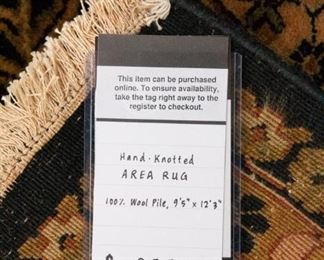 This item can be purchased
online. To ensure availability,
take the tag right away to the
register to checkout.
Hand-Knotted
AREA RUG
100% Wool Pile, 9'5" x 12'3"
$